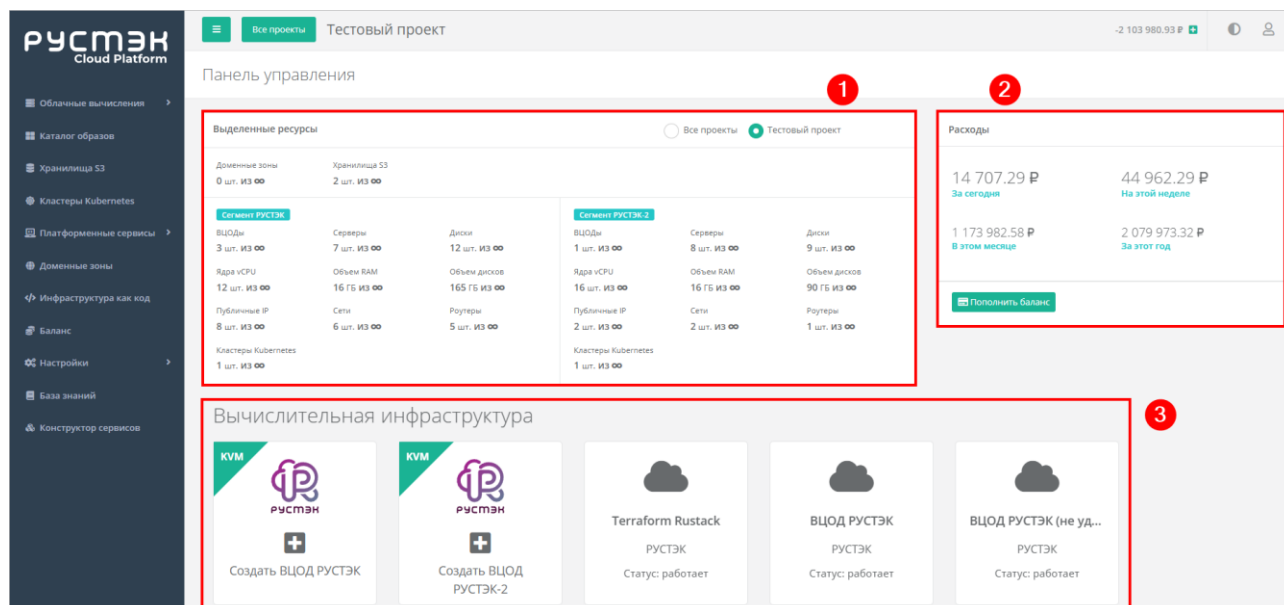 РУСТЭК
Cloud Platform
Облачные вычисления
Каталог образов
Хранилища S3
Кластеры Kubernetes
Платформенные сервисы
Доменные зоны
Инфраструктура как код
Баланс
Настройки
База знаний
Конструктор сервисов
Все проекты Тестовый проект -2 103 980.93 ₽
Панель управления
1
Выделенные ресурсы Все проекты Тестовый проект
Доменные зоны Хранилища S3
0 шт. из ∞ 2 шт. из ∞
Сегмент РУСТЭК
ВЦОДы Серверы Диски
3 шт. из ∞ 7 шт. из ∞ 12 шт. из ∞
Ядра vCPU Объем RAM Объем дисков
12 шт. из ∞ 16 ГБ из ∞ 165 ГБ из ∞
Публичные IP Сети Роутеры
8 шт. из ∞ 6 шт. из ∞ 5 шт. из ∞
Кластеры Kubernetes
1 шт. из ∞
Сегмент РУСТЭК-2
ВЦОДы Серверы Диски
1 шт. из ∞ 8 шт. из ∞ 9 шт. из ∞
Ядра vCPU Объем RAM Объем дисков
16 шт. из ∞ 16 ГБ из ∞ 90 ГБ из ∞
Публичные IP Сети Роутеры
2 шт. из ∞ 2 шт. из ∞ 1 шт. из ∞
Кластеры Kubernetes
1 шт. из ∞
2
Расходы
14 707.29 ₽ 44 962.29 ₽
За сегодня На этой неделе
1 173 982.58 ₽ 2 079 973.32 ₽
В этом месяце За этот год
Пополнить баланс
3
Вычислительная инфраструктура
KVM
РУСТЭК
Создать ВЦОД РУСТЭК
KVM
РУСТЭК
Создать ВЦОД
РУСТЭК-2
Terraform Rustack
РУСТЭК
Статус: работает
ВЦОД РУСТЭК
РУСТЭК
Статус: работает
ВЦОД РУСТЭК (не уд...
РУСТЭК
Статус: работает